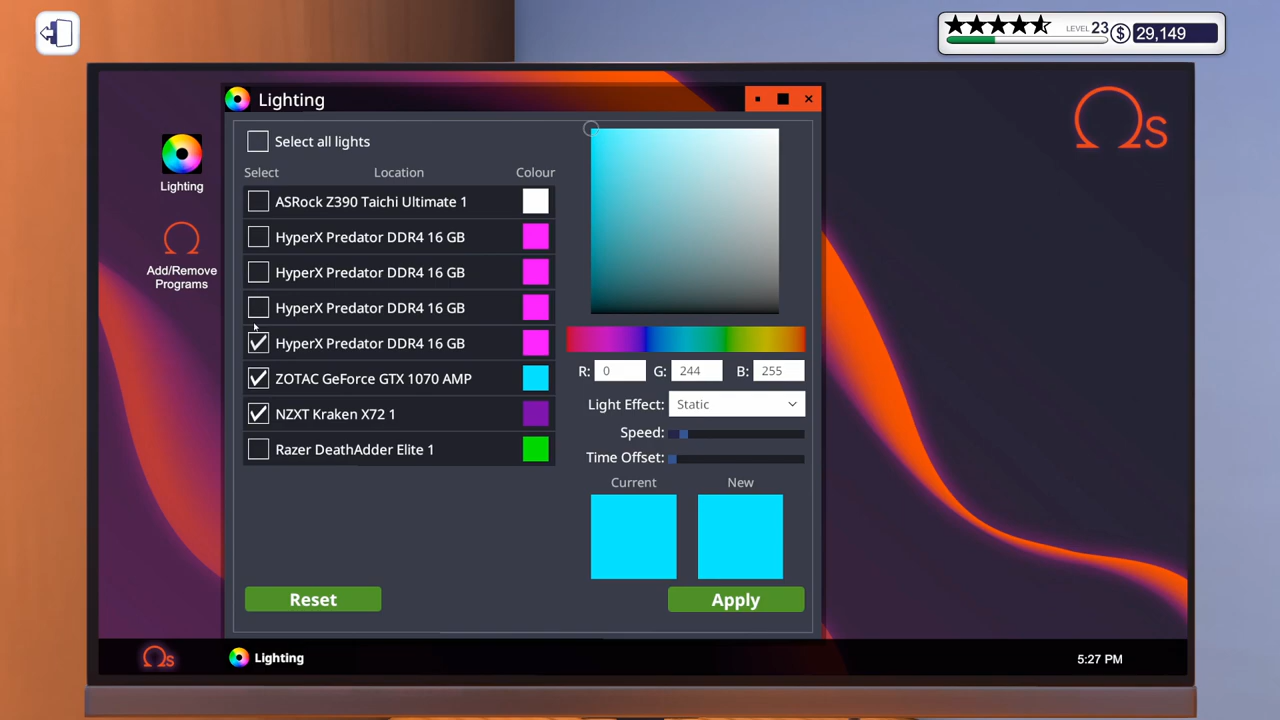 LEVEL 23 $ 29,149
Lighting
Ωs
Select all lights
Select Location Colour
Lighting
ASRock Z390 Taichi Ultimate 1
HyperX Predator DDR4 16 GB
Add/Remove
Programs
HyperX Predator DDR4 16 GB
HyperX Predator DDR4 16 GB
HyperX Predator DDR4 16 GB
ZOTAC GeForce GTX 1070 AMP
NZXT Kraken X72 1
Razer DeathAdder Elite 1
R: 0 G: 244 B: 255
Light Effect: Static
Speed:
Time Offset:
Current New
Reset Apply
Ωs Lighting 5:27 PM